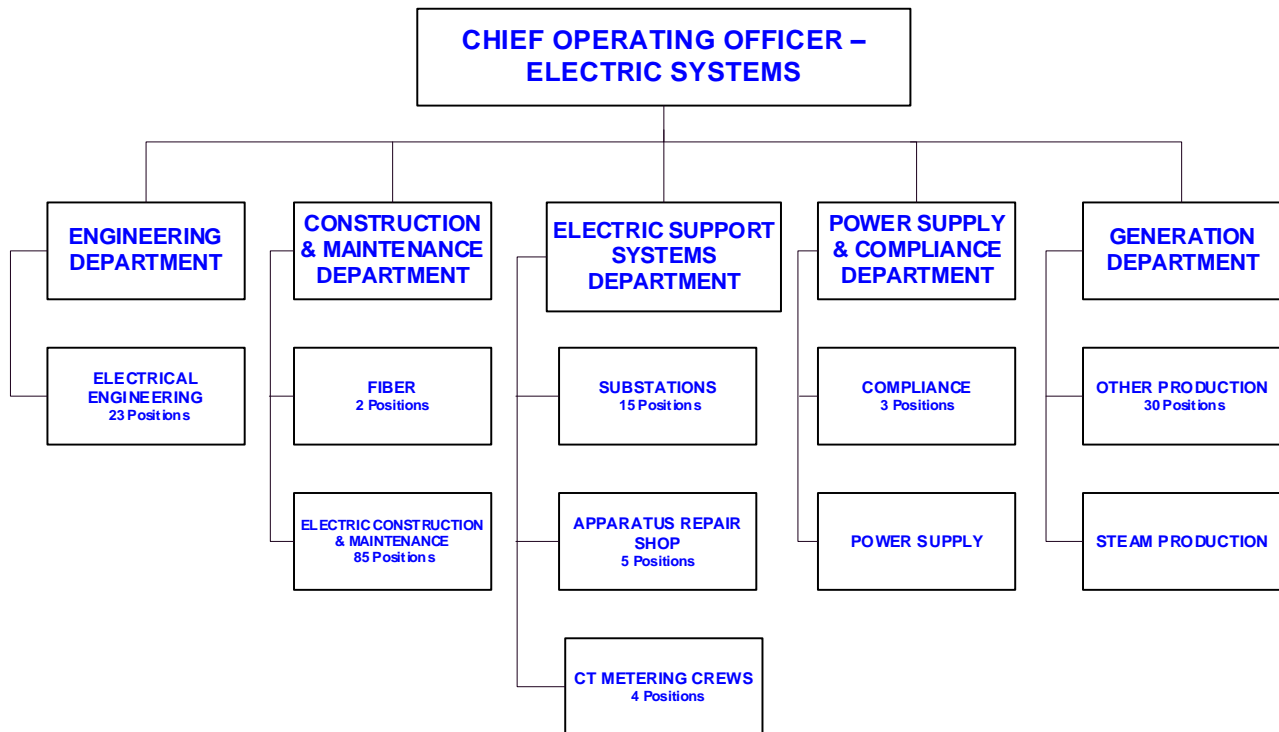 CHIEF OPERATING OFFICER –
ELECTRIC SYSTEMS
ENGINEERING
DEPARTMENT
CONSTRUCTION
& MAINTENANCE
DEPARTMENT
ELECTRIC SUPPORT
SYSTEMS
DEPARTMENT
POWER SUPPLY
& COMPLIANCE
DEPARTMENT
GENERATION
DEPARTMENT
ELECTRICAL
ENGINEERING
23 Positions
FIBER
2 Positions
SUBSTATIONS
15 Positions
COMPLIANCE
3 Positions
OTHER PRODUCTION
30 Positions
ELECTRIC CONSTRUCTION
& MAINTENANCE
85 Positions
APPARATUS REPAIR
SHOP
5 Positions
POWER SUPPLY
STEAM PRODUCTION
CT METERING CREWS
4 Positions